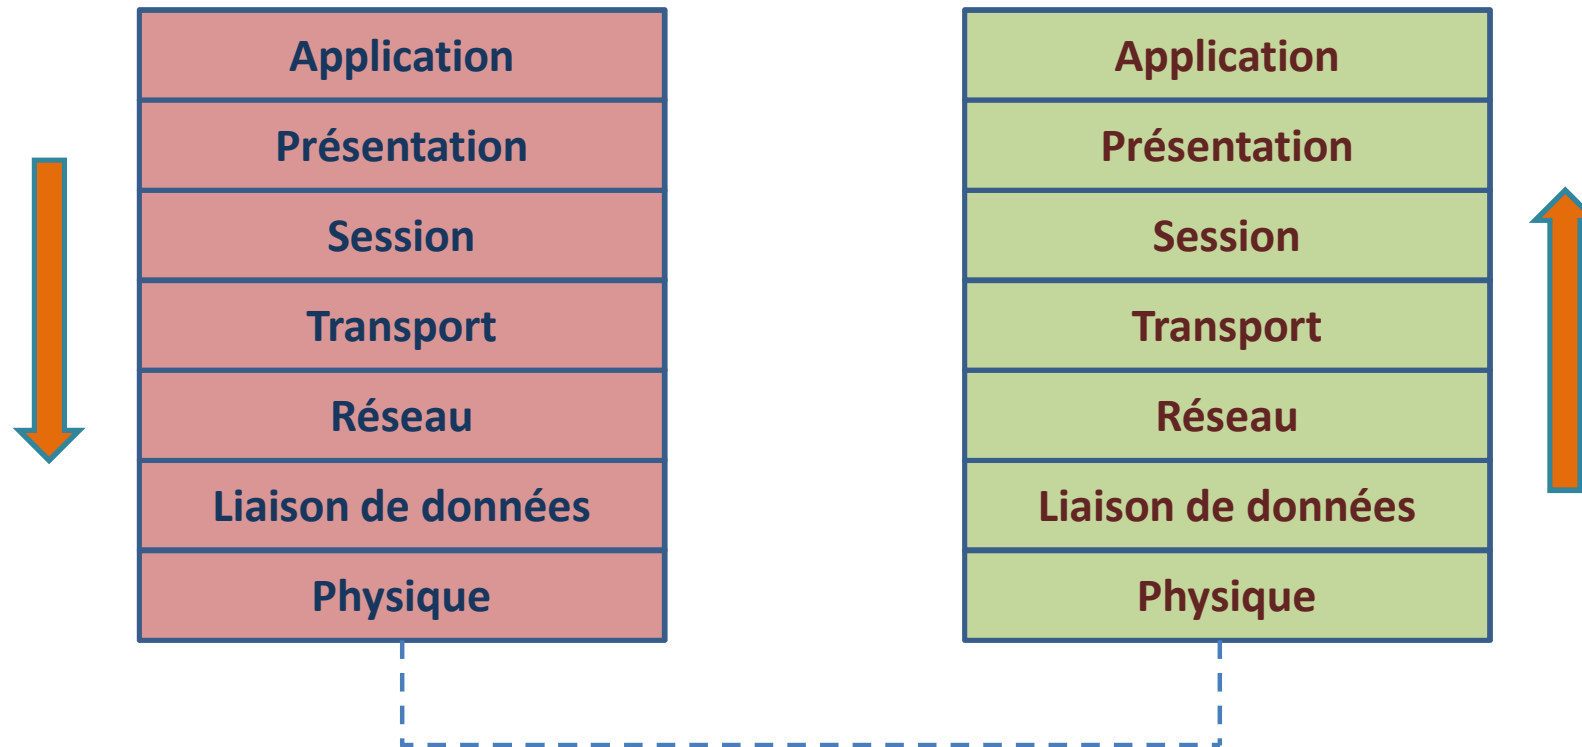 Application
Présentation
Session
Transport
Réseau
Liaison de données
Physique
Application
Présentation
Session
Transport
Réseau
Liaison de données
Physique